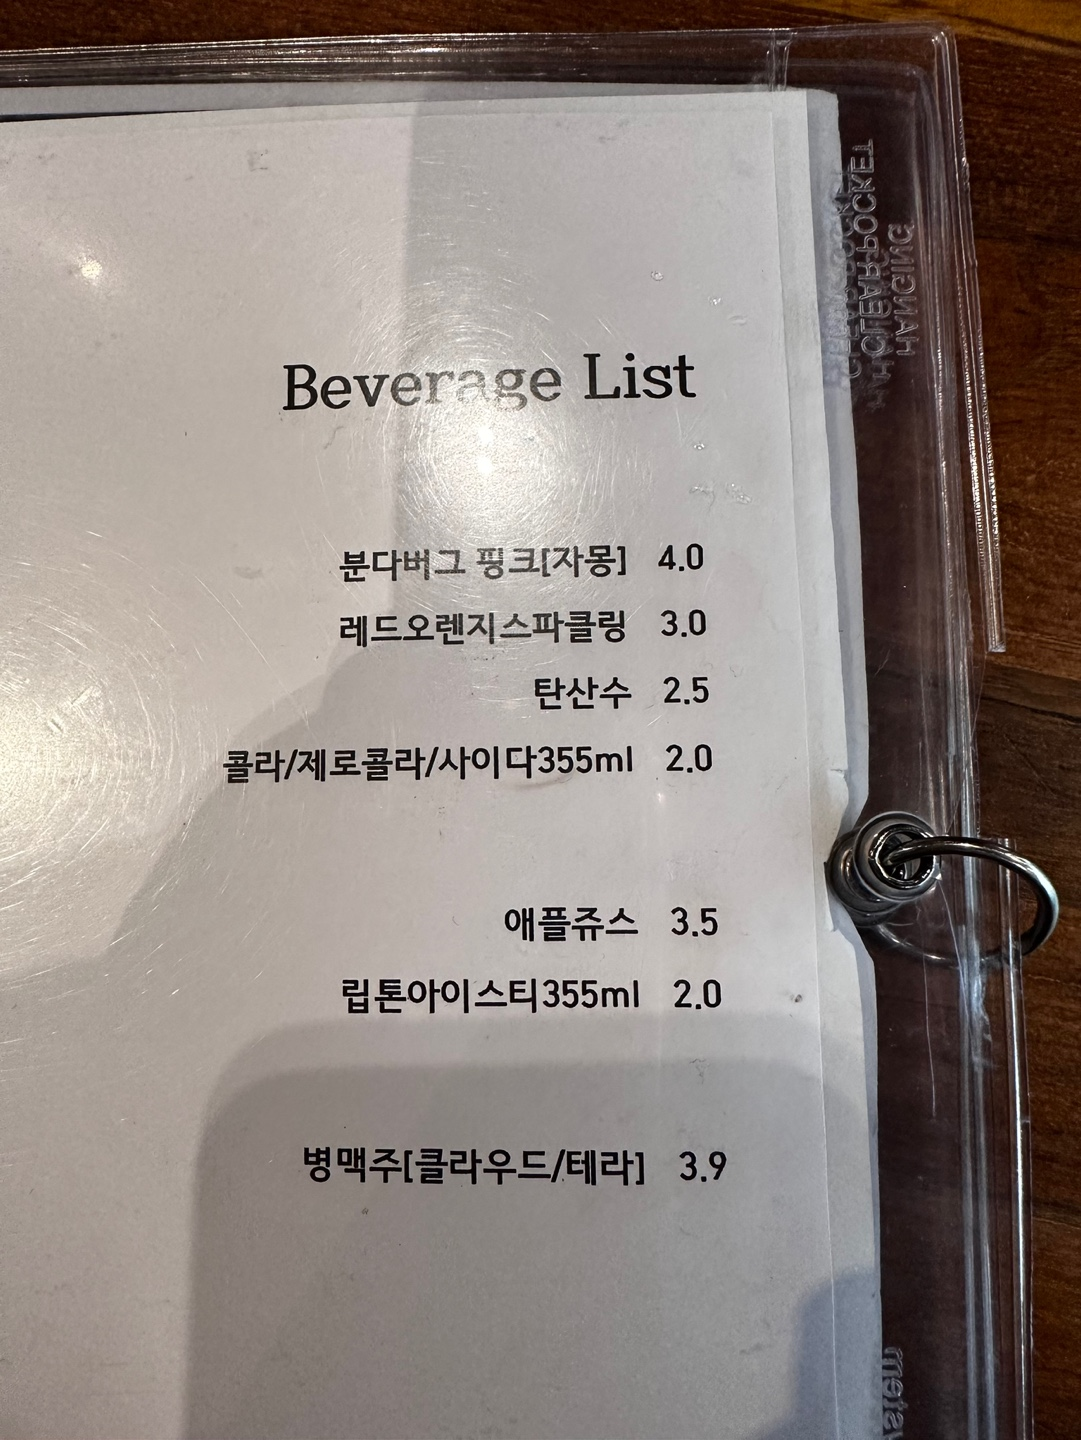 Beverage List
분다버그 핑크[자몽] 4.0
레드오렌지스파클링 3.0
탄산수 2.5
콜라/제로콜라/사이다355ml 2.0
애플쥬스 3.5
립톤아이스티355ml 2.0
병맥주[클라우드/테라] 3.9
CLEAR POCKET
HANGING